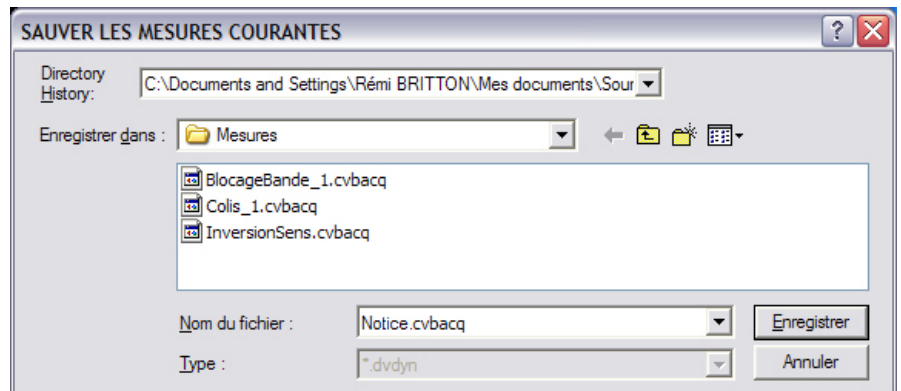 SAUVER LES MESURES COURANTES
Directory History:
C:\Documents and Settings\Rémi BRITTON\Mes documents\Sour
Enregistrer dans :
Mesures
BlocageBande_1.cvbacq
Colis_1.cvbacq
InversionSens.cvbacq
Nom du fichier :
Notice.cvbacq
Enregistrer
Type :
*.dvdyn
Annuler